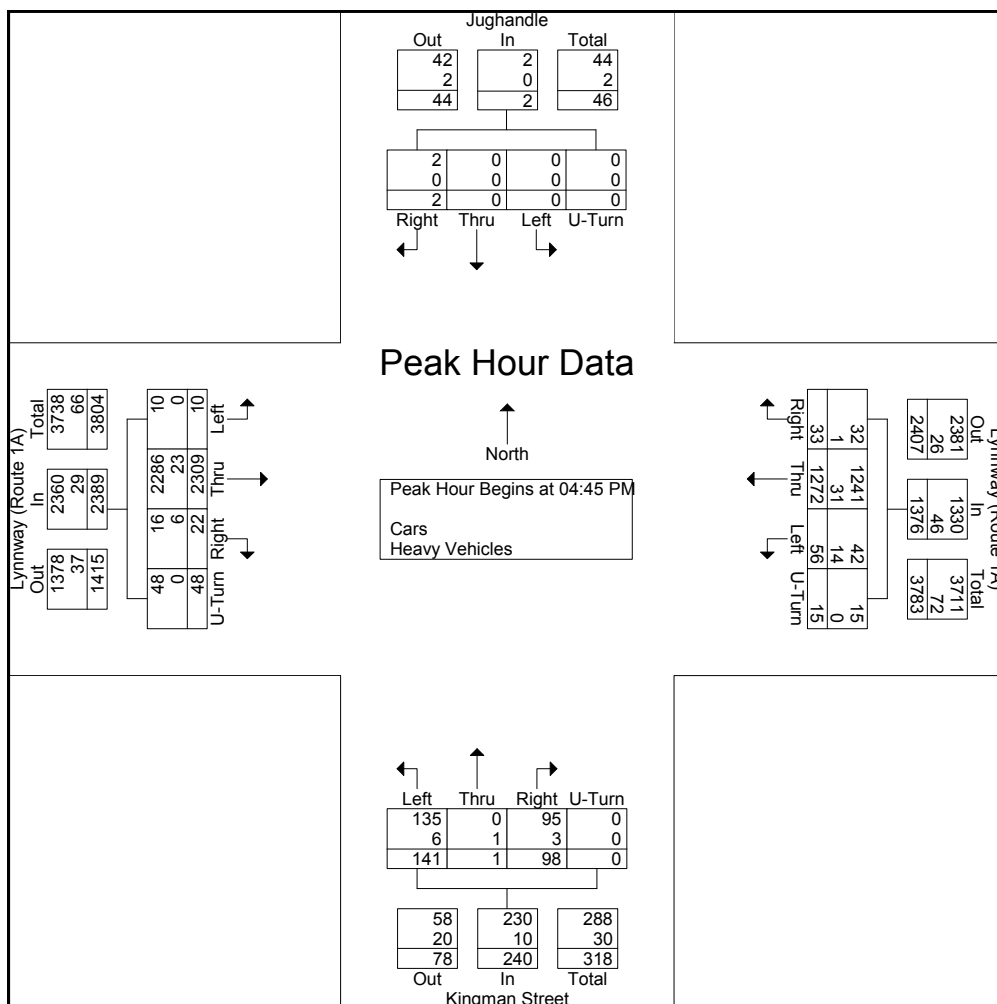 Jughandle
Out In Total
42 2 44
2 0 2
44 2 46
2 0 0 0
0 0 0 0
2 0 0 0
Right Thru Left U-Turn
Peak Hour Data
North
Peak Hour Begins at 04:45 PM
Cars
Heavy Vehicles
Lynnway (Route 1A)
Total In Out
3738 2360 1378
66 29 37
3804 2389 1415
10 2286 16 48
0 23 6 0
10 2309 22 48
Left Thru Right U-Turn
Lynnway (Route 1A)
Out In Total
2381 1330 3711
26 46 72
2407 1376 3783
32 1241 42 15
1 31 14 0
33 1272 56 15
Right Thru Left U-Turn
Left Thru Right U-Turn
135 0 95 0
6 1 3 0
141 1 98 0
58 230 288
20 10 30
78 240 318
Out In Total
Kingman Street